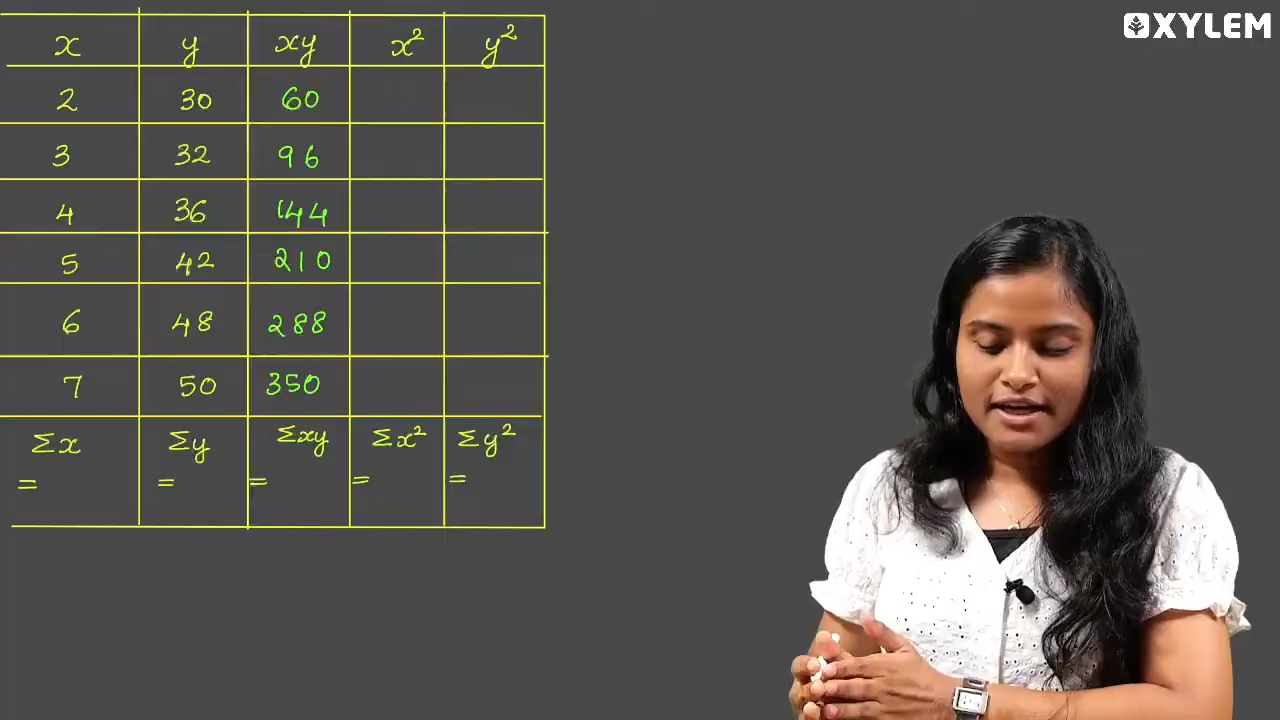 XYLEM
x y xy x² y²
2 30 60
3 32 96
4 36 144
5 42 210
6 48 288
7 50 350
Σx Σy Σxy Σx² Σy²
= = = = =